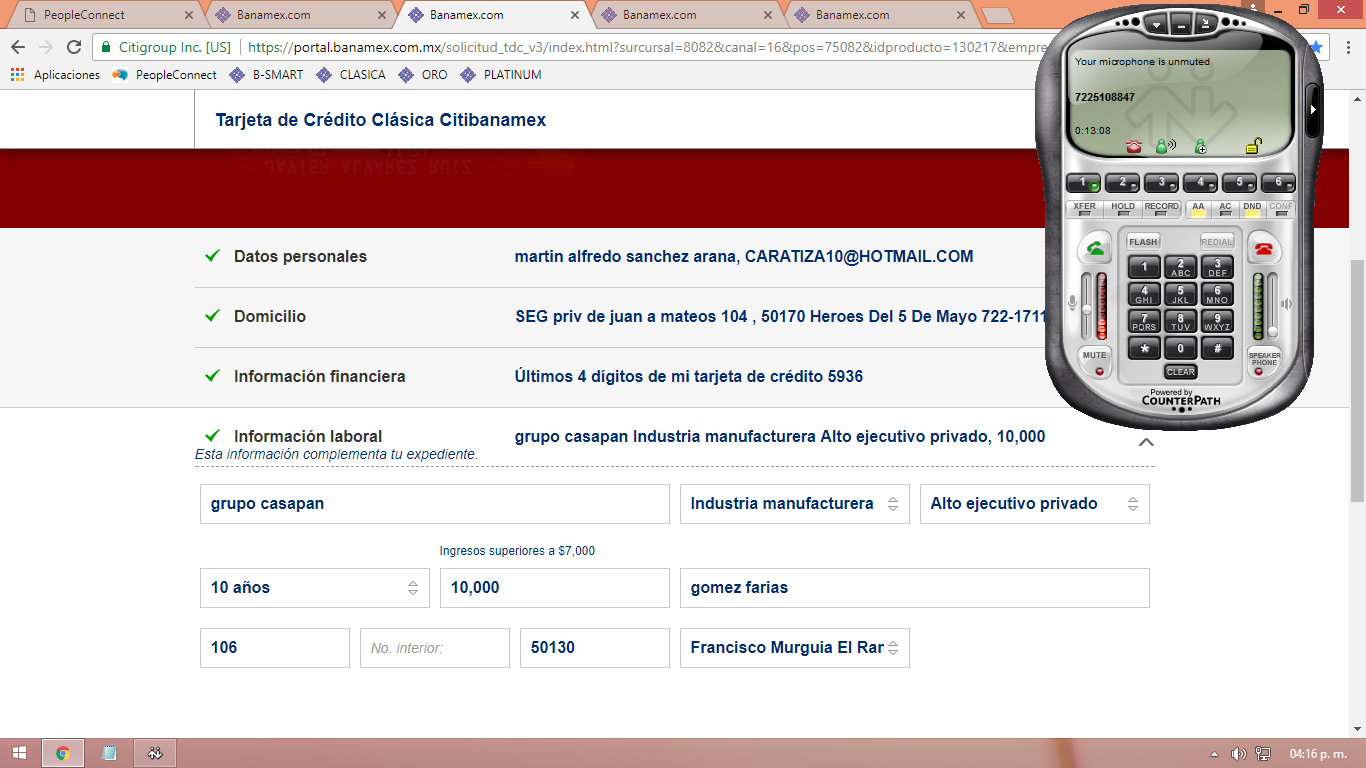 PeopleConnect
Banamex.com
Banamex.com
Banamex.com
Banamex.com
Citigroup Inc. [US]
https://portal.banamex.com.mx/solicitud_tdc_v3/index.html?surcursal=8082&canal=16&pos=75082&idproducto=130217&empre
Aplicaciones
PeopleConnect
B-SMART
CLASICA
ORO
PLATINUM
Tarjeta de Crédito Clásica Citibanamex
JAVIER ALVAREZ RUIZ
Datos personales
martin alfredo sanchez arana, CARATIZA10@HOTMAIL.COM
Domicilio
SEG priv de juan a mateos 104 , 50170 Heroes Del 5 De Mayo 722-1711
Información financiera
Últimos 4 dígitos de mi tarjeta de crédito 5936
Información laboral
grupo casapan Industria manufacturera Alto ejecutivo privado, 10,000
Esta información complementa tu expediente.
grupo casapan
Industria manufacturera
Alto ejecutivo privado
Ingresos superiores a $7,000
10 años
10,000
gomez farias
106
No. interior:
50130
Francisco Murguia El Ran
Your microphone is unmuted
7225108847
0:13:08
1 2 3 4 5 6
XFER HOLD RECORD AA AC DND CONF
FLASH REDIAL
1 2 ABC 3 DEF
4 GHI 5 JKL 6 MNO
7 PQRS 8 TUV 9 WXYZ
* 0 #
MUTE
CLEAR
SPEAKER PHONE
Powered by
COUNTERPATH
04:16 p. m.